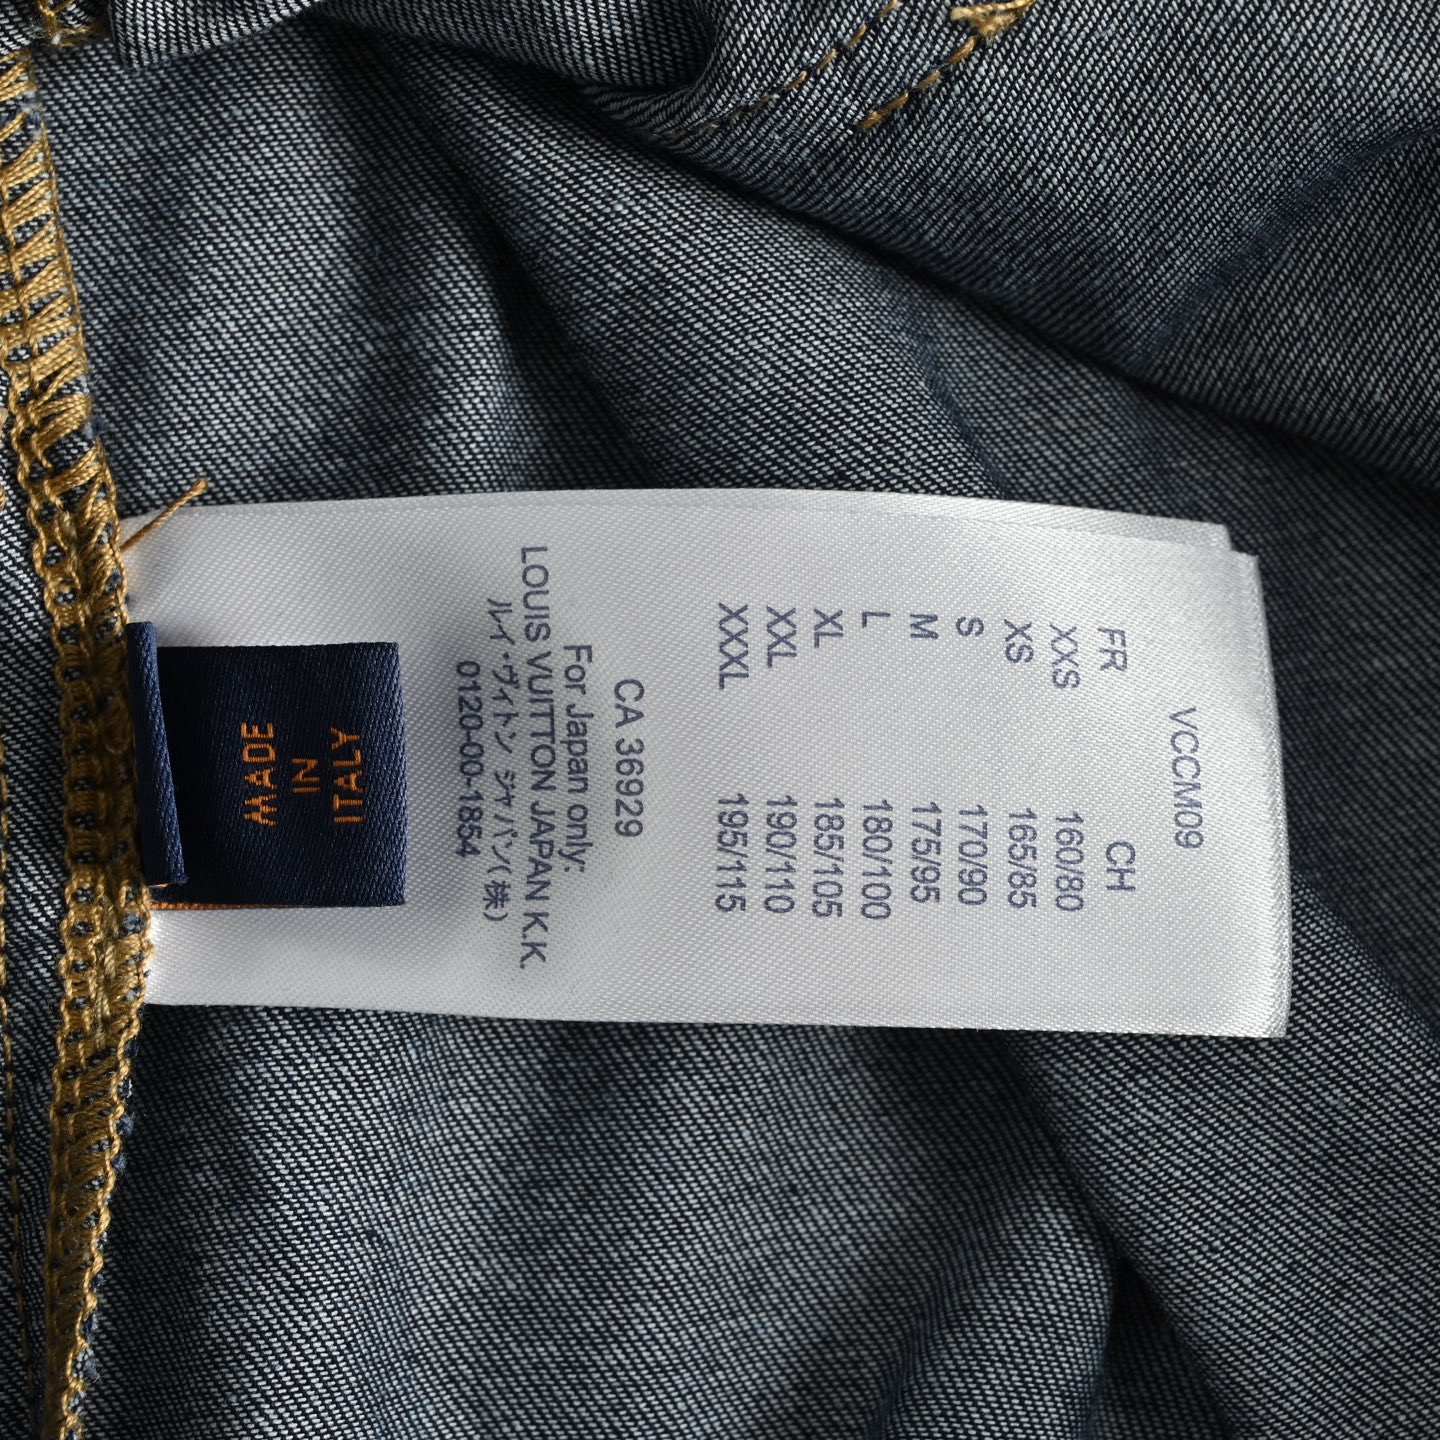 VCCM09
FR CH
XXS 160/80
XS 165/85
S 170/90
M 175/95
L 180/100
XL 185/105
XXL 190/110
XXXL 195/115
CA 36929
For Japan only:
LOUIS VUITTON JAPAN K.K.
ルイ・ヴィトン ジャパン(株)
0120-00-1854
MADE
IN
ITALY